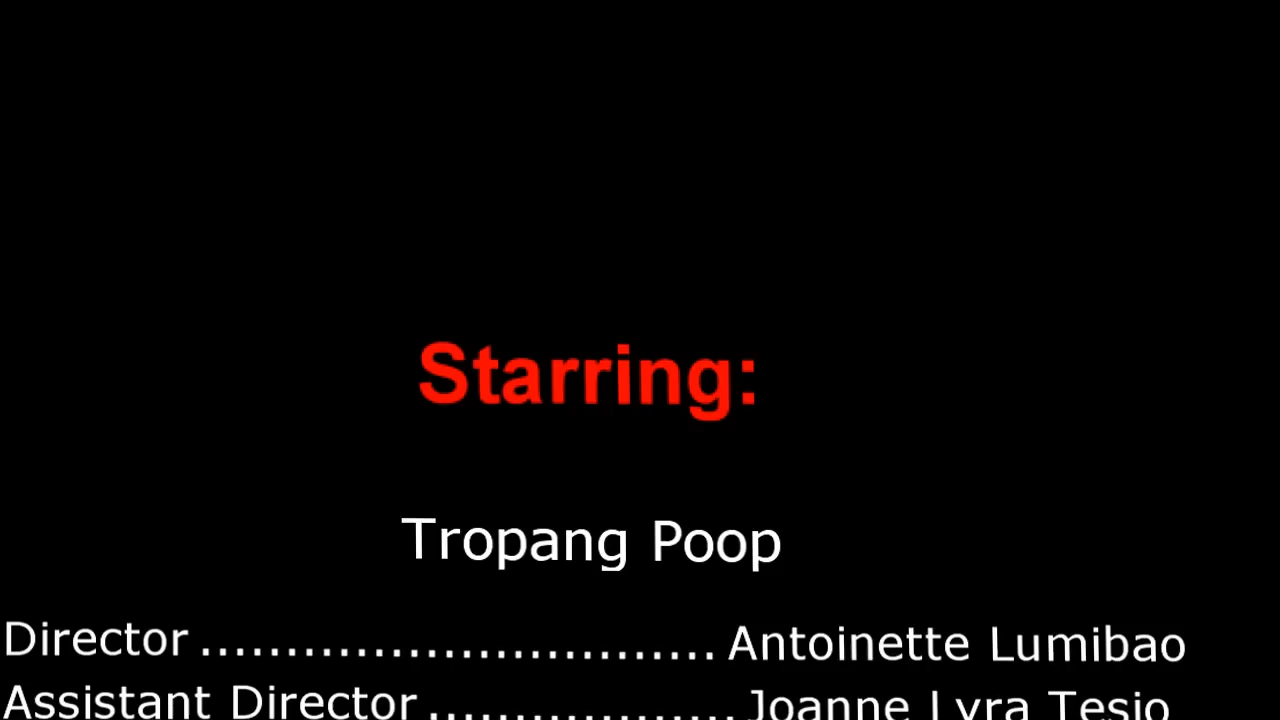 Starring:
Tropang Poop
Director .............................. Antoinette Lumibao
Assistant Director .................. Joanne Lyra Tesio